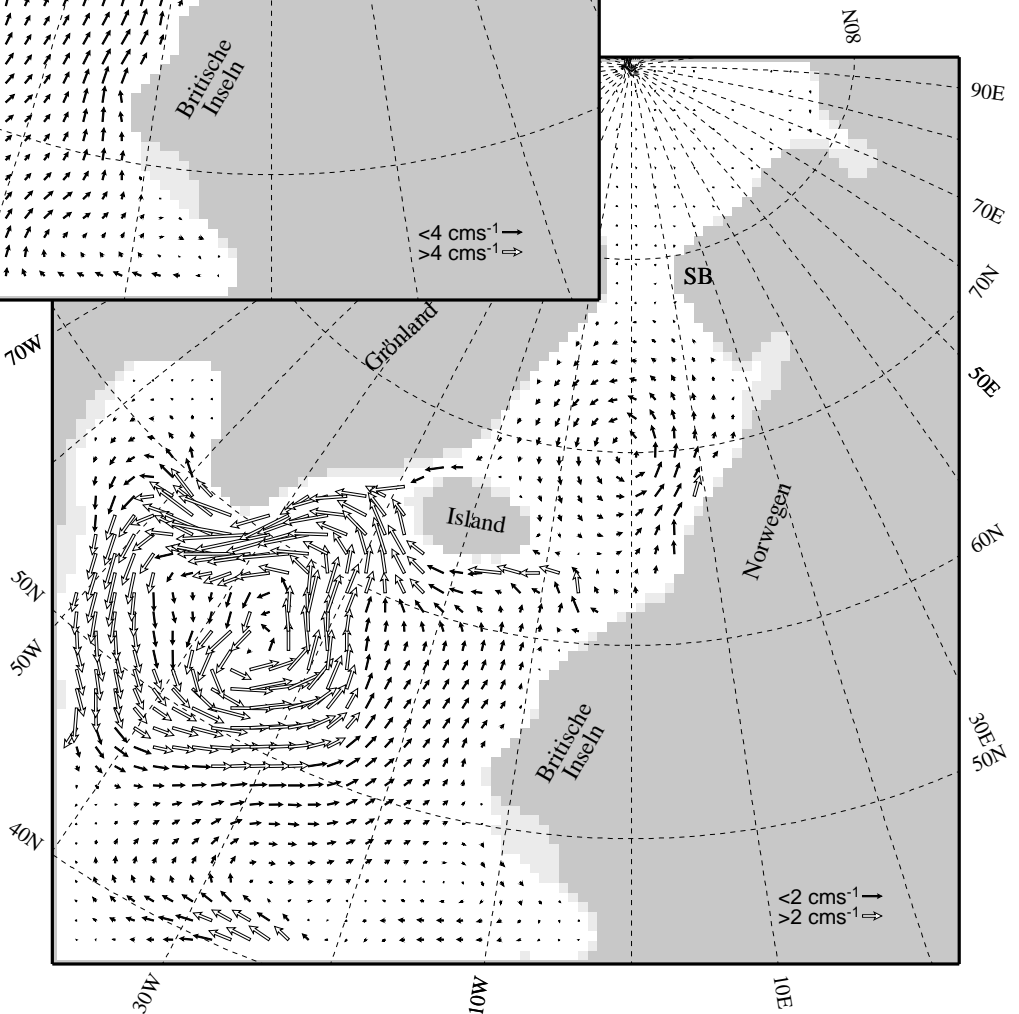 Britische
Inseln
<4 cms-1
>4 cms-1
80N
90E
70E
70N
50E
60N
30E
50N
70W
50N
50W
40N
30W
10W
10E
Grönland
SB
Island
Norwegen
Britische
Inseln
<2 cms-1
>2 cms-1